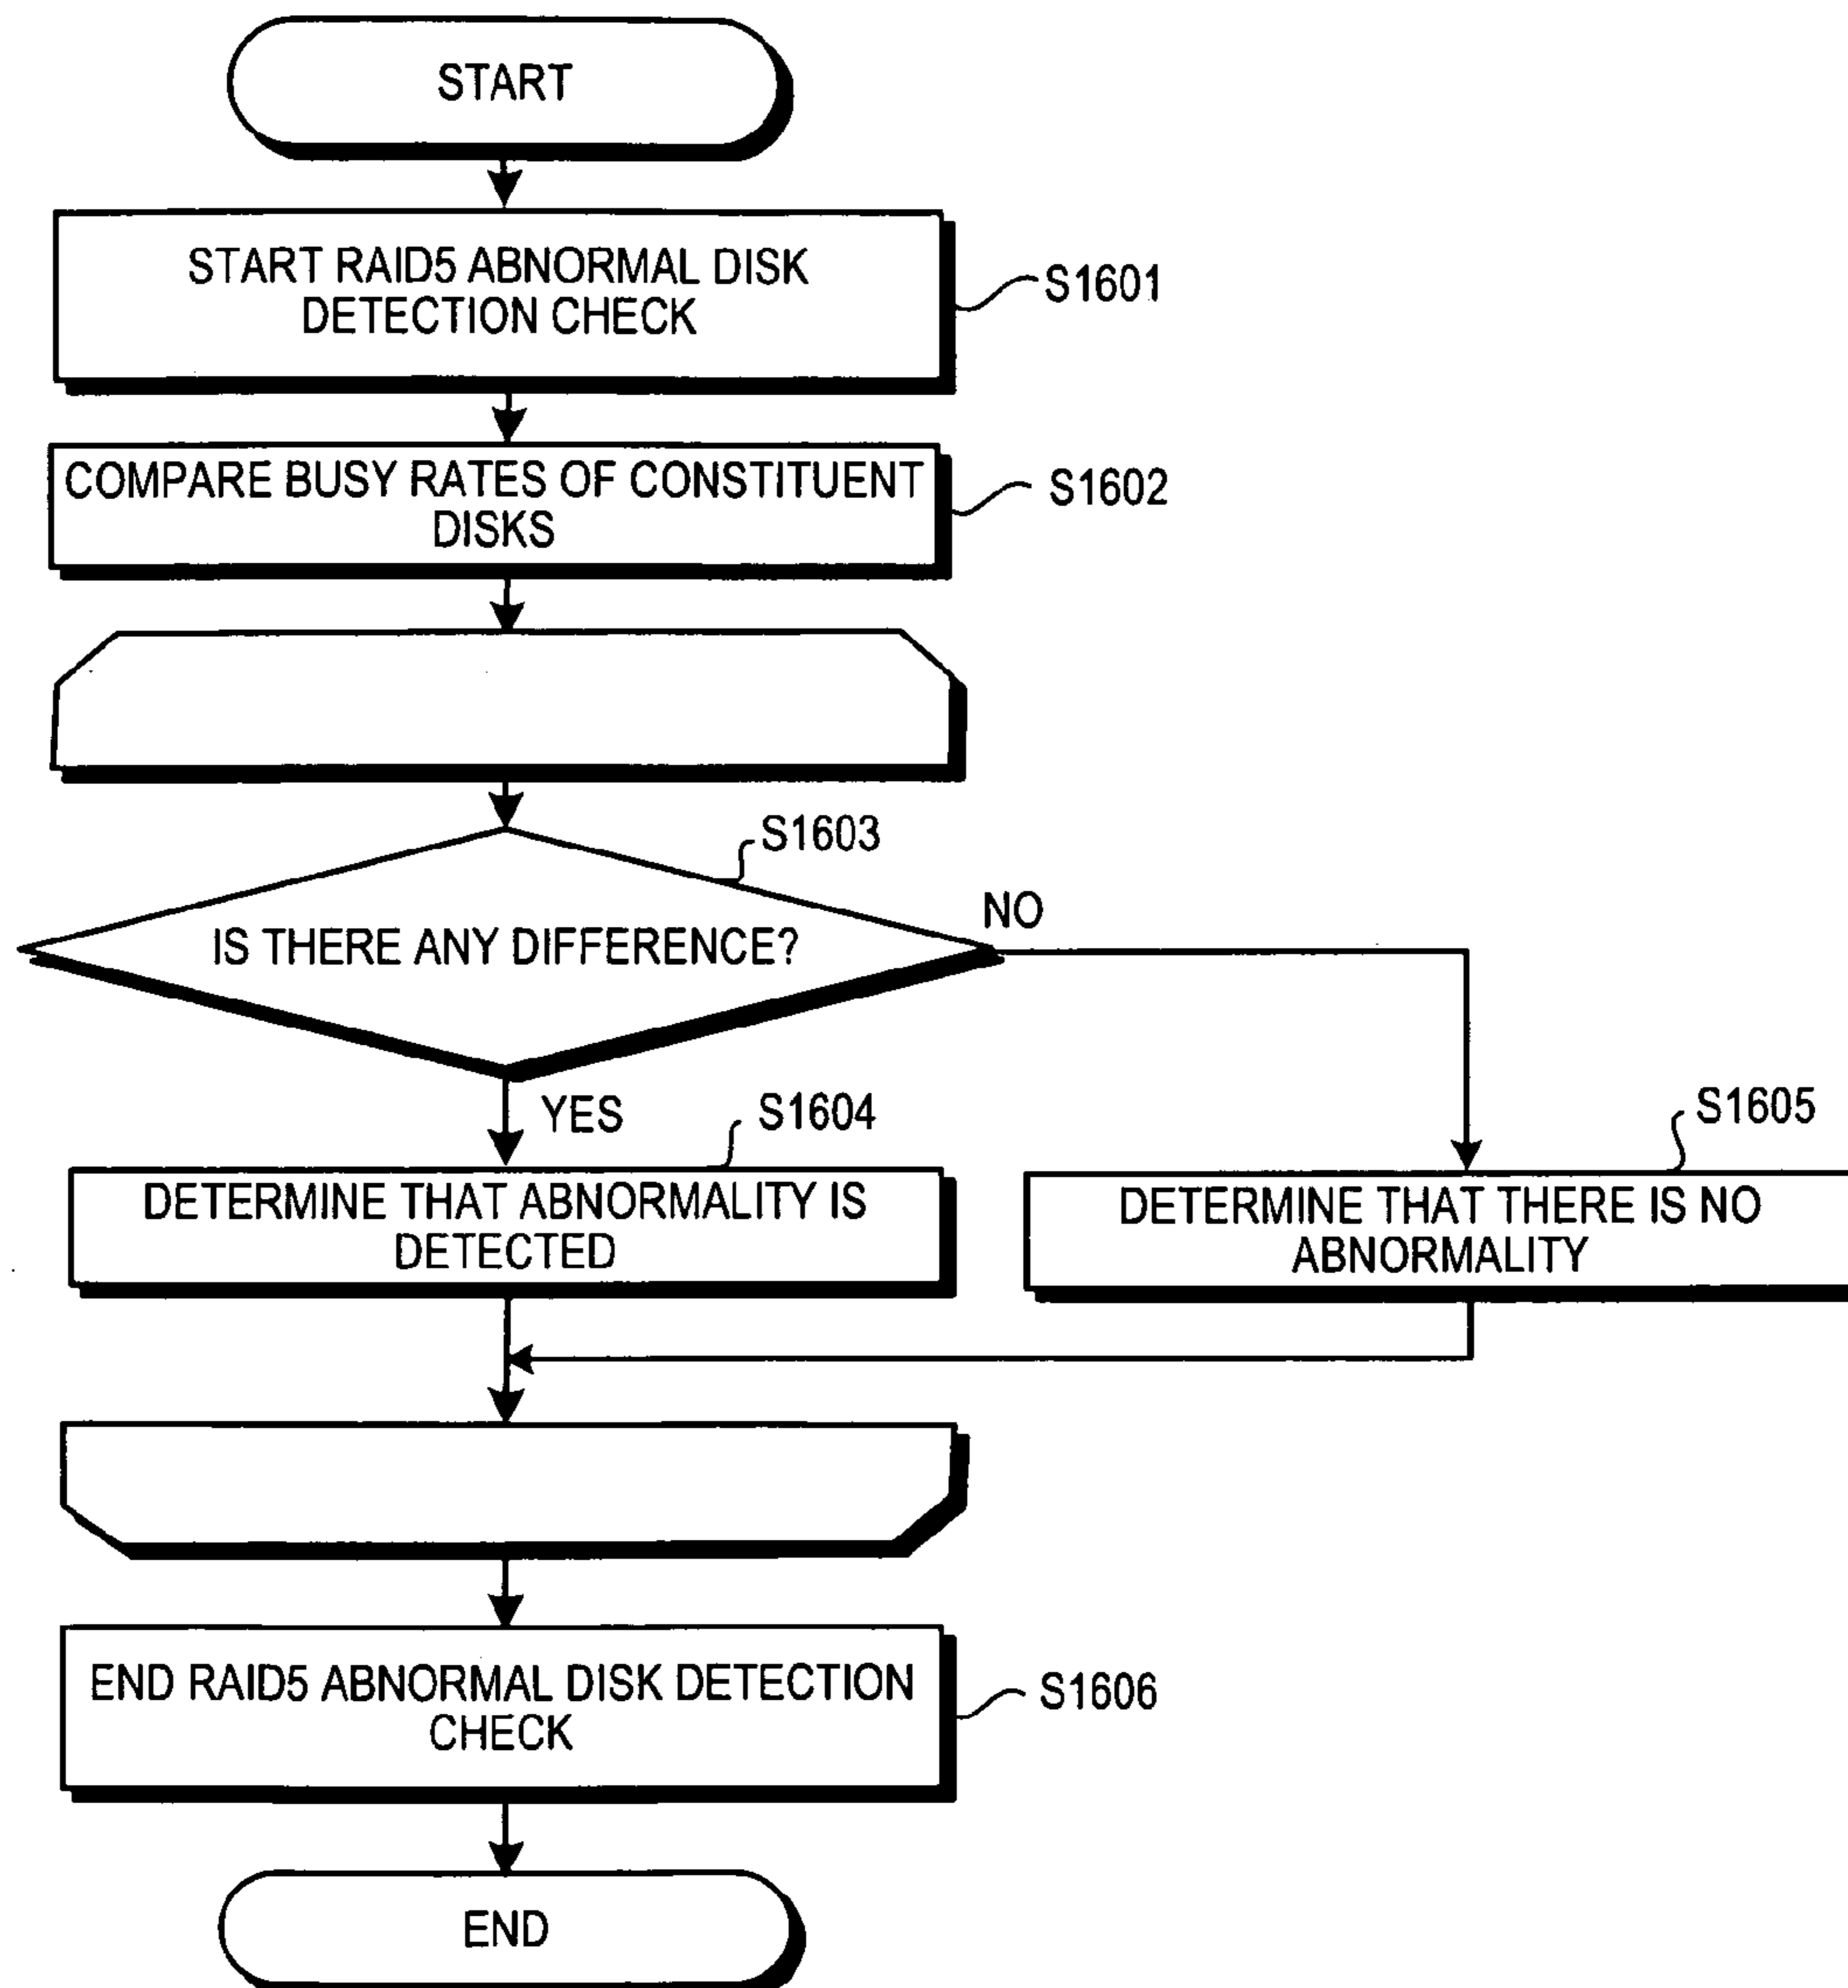 START
START RAID5 ABNORMAL DISK
DETECTION CHECK
S1601
COMPARE BUSY RATES OF CONSTITUENT
DISKS
S1602
S1603
IS THERE ANY DIFFERENCE?
NO
YES
S1604
DETERMINE THAT ABNORMALITY IS
DETECTED
S1605
DETERMINE THAT THERE IS NO
ABNORMALITY
END RAID5 ABNORMAL DISK DETECTION
CHECK
S1606
END